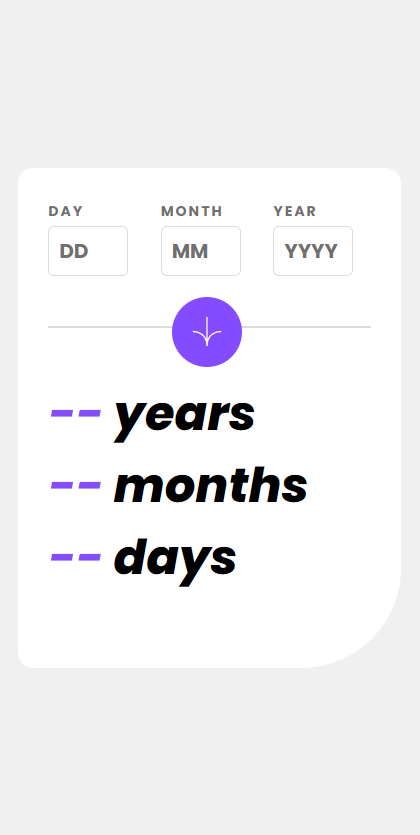 DAY MONTH YEAR
DD MM YYYY
-- years
-- months
-- days